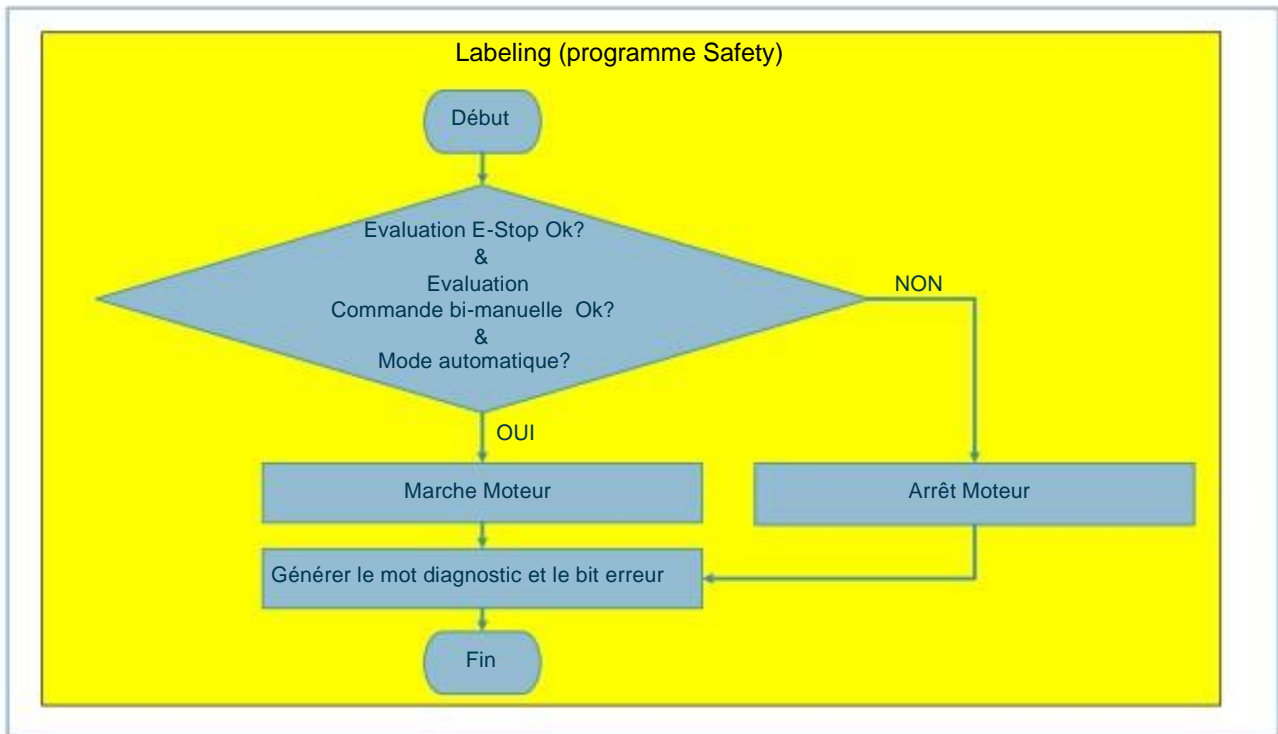 Labeling (programme Safety)
Début
Evaluation E-Stop Ok?
&
Evaluation
Commande bi-manuelle Ok?
&
Mode automatique?
NON
OUI
Marche Moteur
Arrêt Moteur
Générer le mot diagnostic et le bit erreur
Fin